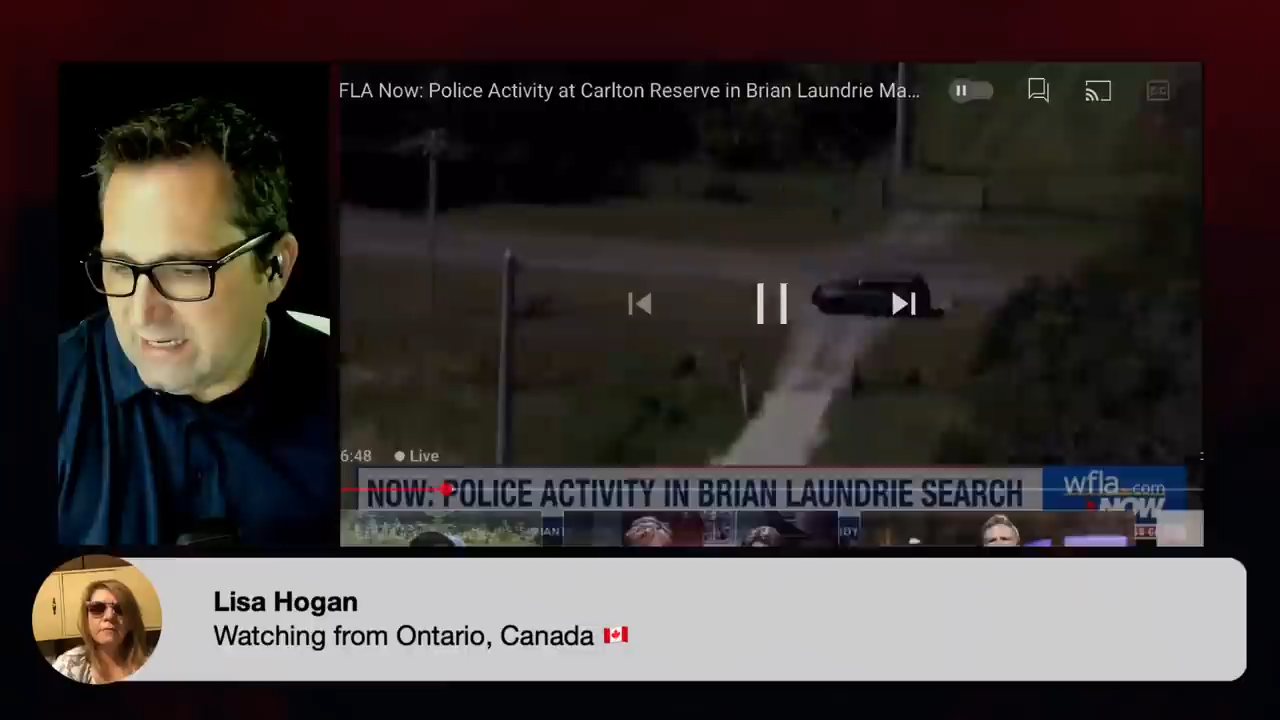 FLA Now: Police Activity at Carlton Reserve in Brian Laundrie Ma...
6:48 Live
NOW: POLICE ACTIVITY IN BRIAN LAUNDRIE SEARCH
wfla.com
NOW
Lisa Hogan
Watching from Ontario, Canada 🇨🇦